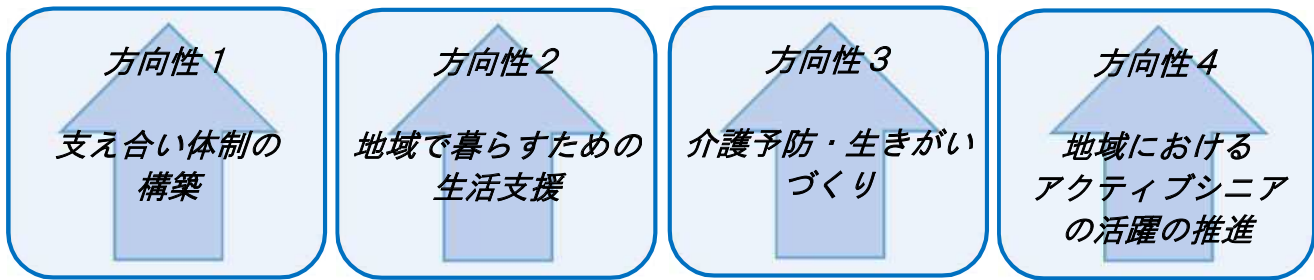 方向性１
支え合い体制の
構築
方向性２
地域で暮らすための
生活支援
方向性３
介護予防・生きがい
づくり
方向性４
地域における
アクティブシニア
の活躍の推進